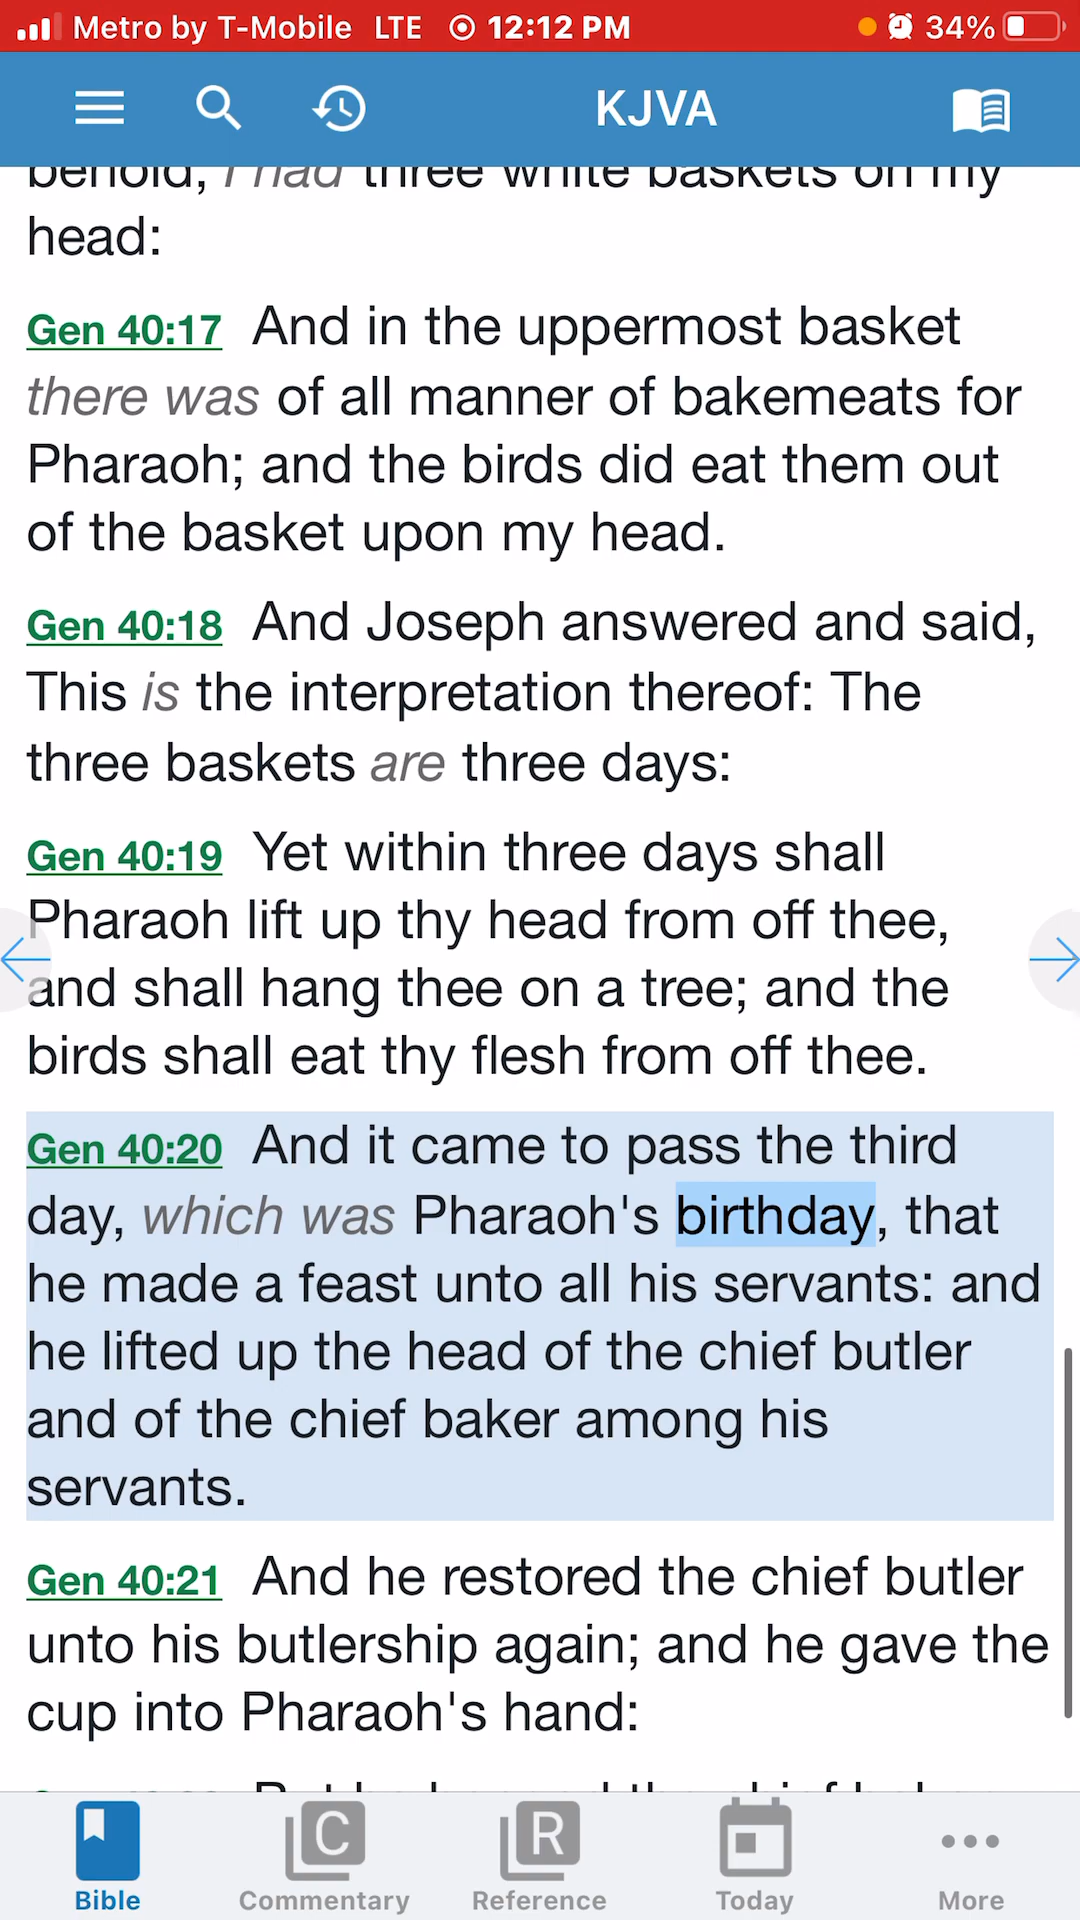 Metro by T-Mobile LTE 12:12 PM 34%
KJVA
behold, I had three white baskets on my
head:
Gen 40:17 And in the uppermost basket
there was of all manner of bakemeats for
Pharaoh; and the birds did eat them out
of the basket upon my head.
Gen 40:18 And Joseph answered and said,
This is the interpretation thereof: The
three baskets are three days:
Gen 40:19 Yet within three days shall
Pharaoh lift up thy head from off thee,
and shall hang thee on a tree; and the
birds shall eat thy flesh from off thee.
Gen 40:20 And it came to pass the third
day, which was Pharaoh's birthday, that
he made a feast unto all his servants: and
he lifted up the head of the chief butler
and of the chief baker among his
servants.
Gen 40:21 And he restored the chief butler
unto his butlership again; and he gave the
cup into Pharaoh's hand:
C R
Bible Commentary Reference Today More